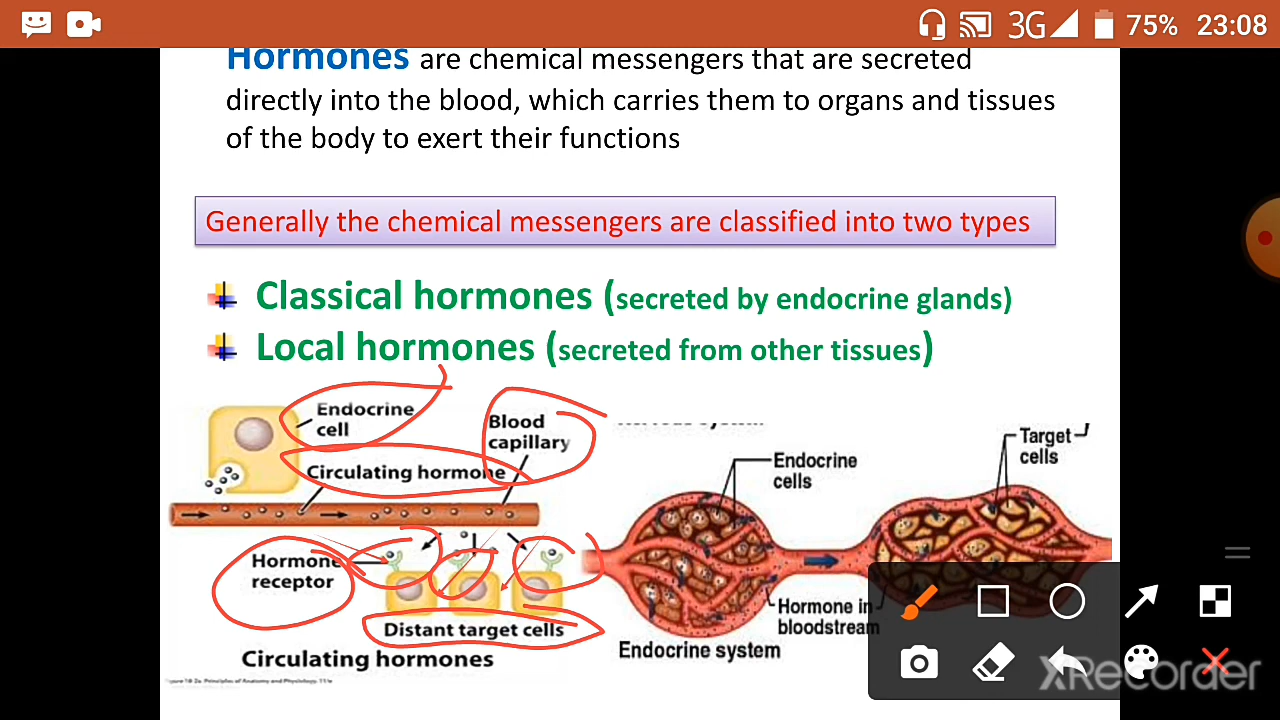 3G 75% 23:08
Hormones are chemical messengers that are secreted
directly into the blood, which carries them to organs and tissues
of the body to exert their functions
Generally the chemical messengers are classified into two types
Classical hormones (secreted by endocrine glands)
Local hormones (secreted from other tissues)
Endocrine
cell
Blood
capillary
Circulating hormone
Hormone
receptor
Distant target cells
Circulating hormones
Endocrine
cells
Target
cells
Hormone in
bloodstream
Endocrine system
XRecorder